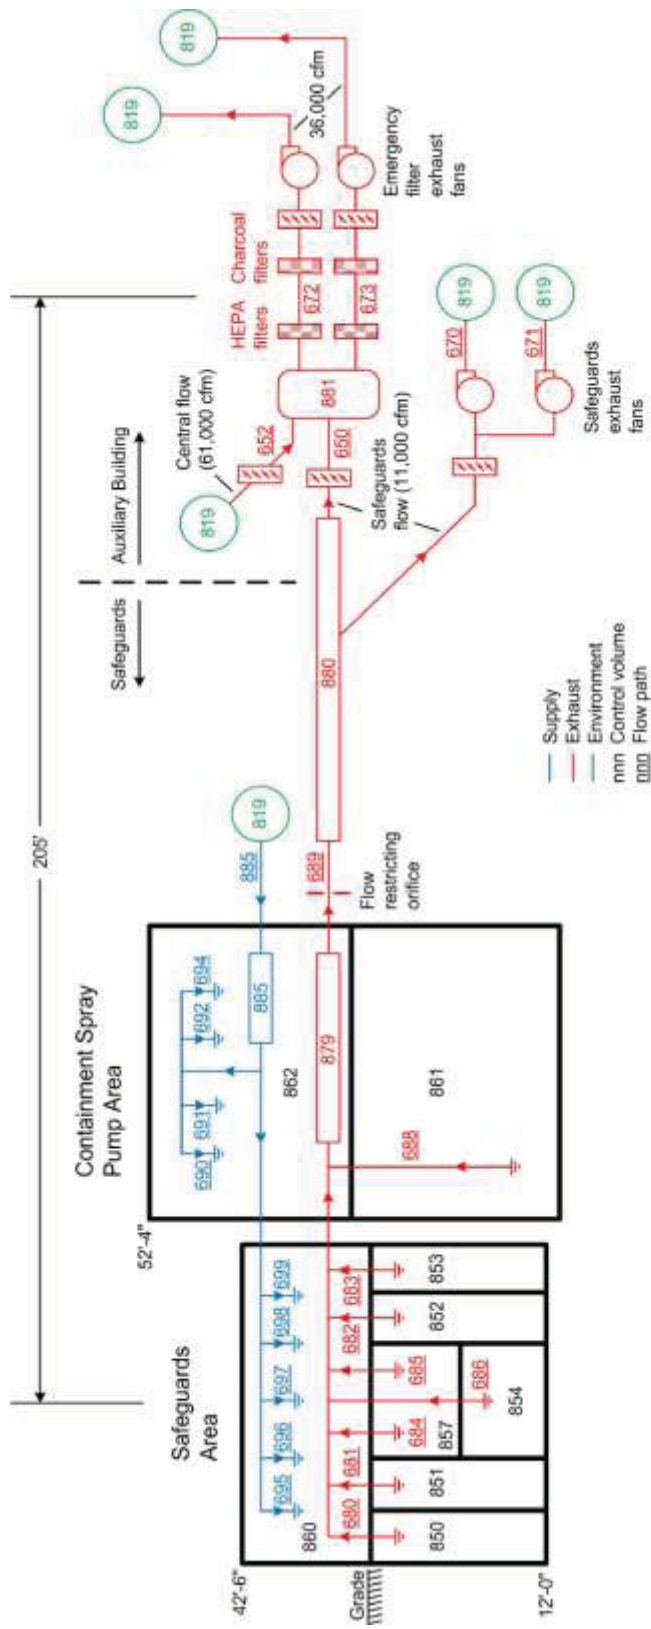 205'
Safeguards
Area
Containment Spray
Pump Area
Safeguards
Auxiliary Building
42'-6"
52'-4"
Grade
12'-0"
860
695
696
697
698
699
680
681
684
685
682
683
686
850
851
857
854
852
853
690
691
692
694
862
885
879
861
688
885
819
689
Flow
restricting
orifice
880
Safeguards
flow (11,000 cfm)
819
Central flow
(61,000 cfm)
652
650
881
HEPA
filters
Charcoal
filters
672
673
36,000 cfm
819
819
Emergency
filter
exhaust
fans
670
671
819
819
Safeguards
exhaust
fans
Supply
Exhaust
Environment
nnn Control volume
nnn Flow path